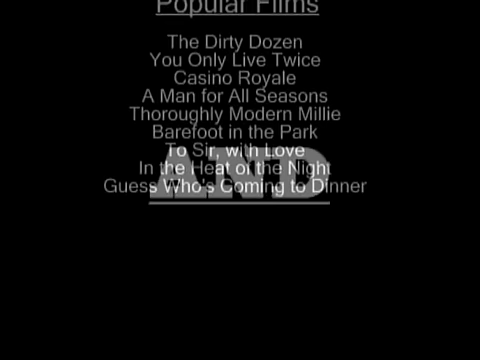 Popular Films
The Dirty Dozen
You Only Live Twice
Casino Royale
A Man for All Seasons
Thoroughly Modern Millie
Barefoot in the Park
To Sir, with Love
In the Heat of the Night
Guess Who's Coming to Dinner
AND